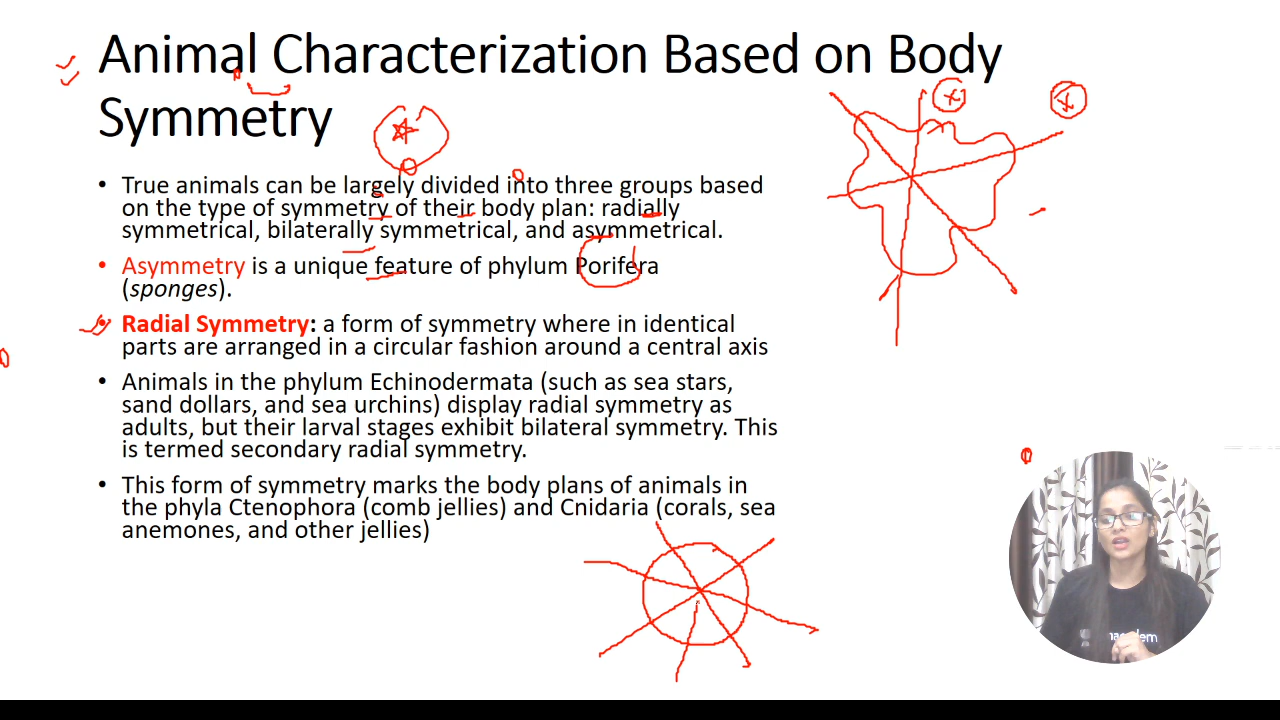 Animal Characterization Based on Body
Symmetry
• True animals can be largely divided into three groups based
on the type of symmetry of their body plan: radially
symmetrical, bilaterally symmetrical, and asymmetrical.
• Asymmetry is a unique feature of phylum Porifera
(sponges).
• Radial Symmetry: a form of symmetry where in identical
parts are arranged in a circular fashion around a central axis
• Animals in the phylum Echinodermata (such as sea stars,
sand dollars, and sea urchins) display radial symmetry as
adults, but their larval stages exhibit bilateral symmetry. This
is termed secondary radial symmetry.
• This form of symmetry marks the body plans of animals in
the phyla Ctenophora (comb jellies) and Cnidaria (corals, sea
anemones, and other jellies)